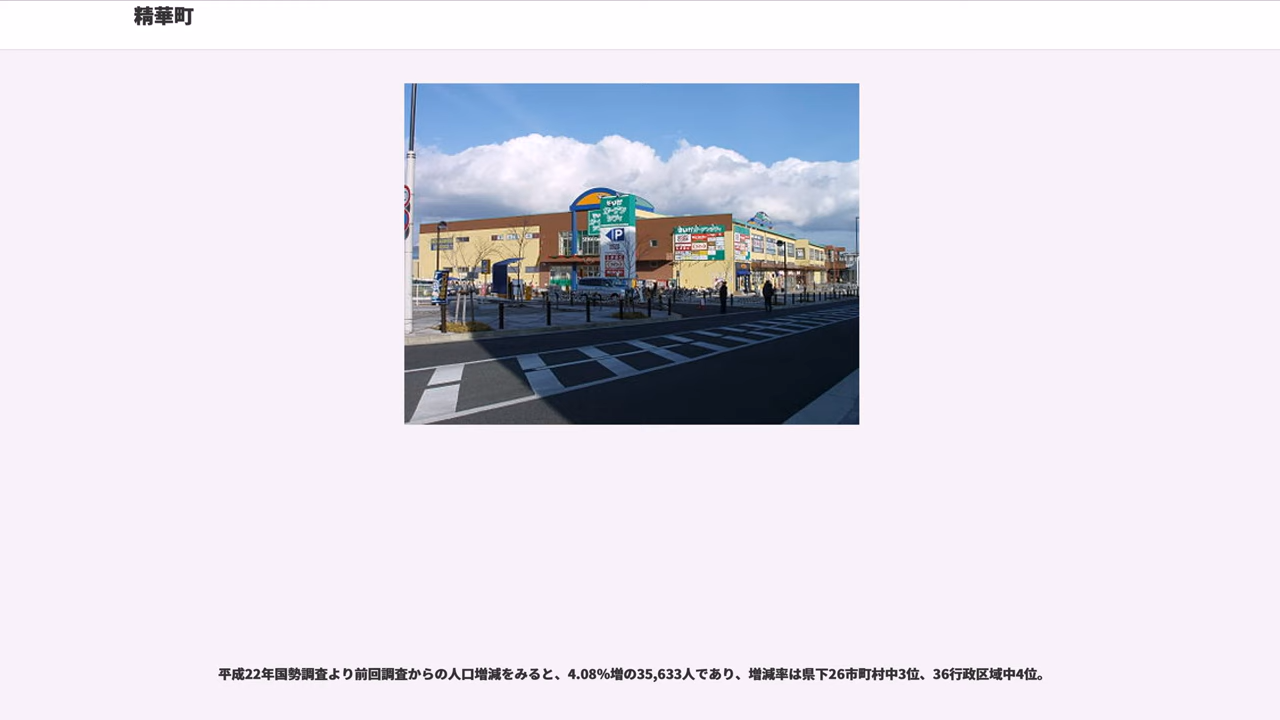 精華町
P
平成22年国勢調査より前回調査からの人口増減をみると、4.08%増の35,633人であり、増減率は県下26市町村中3位、36行政区域中4位。